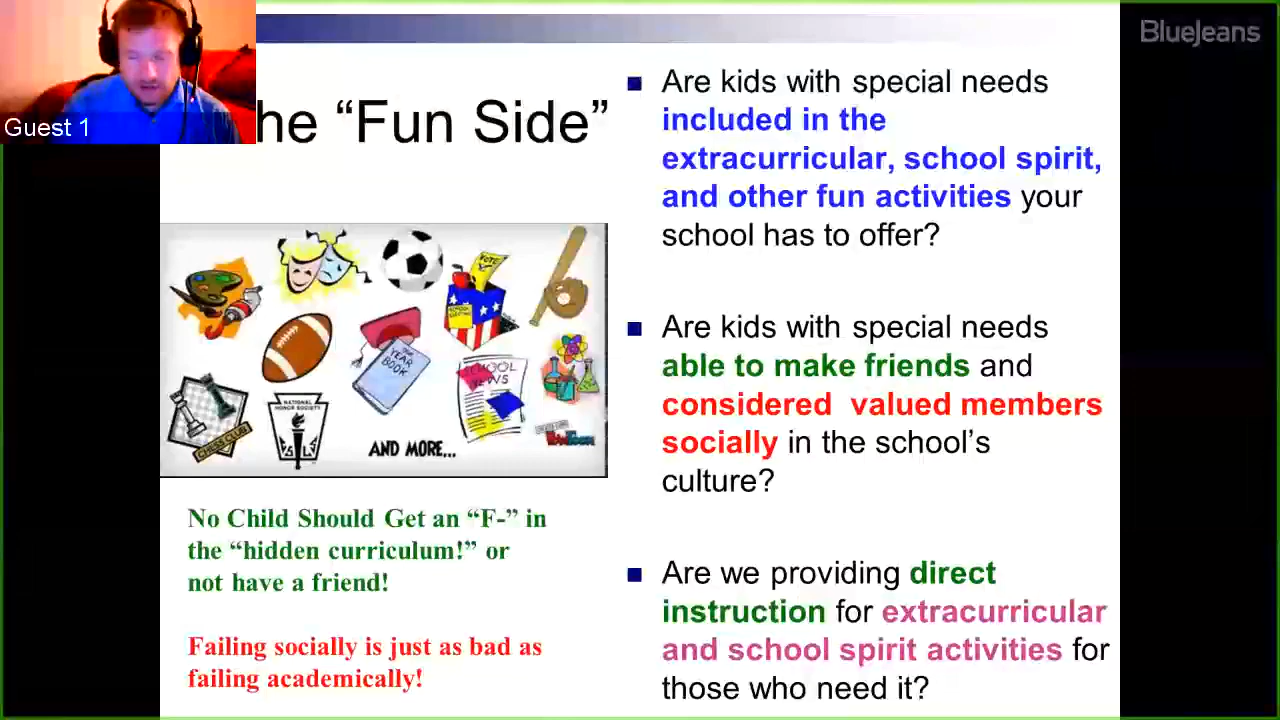 BlueJeans
Guest 1
he “Fun Side”
Are kids with special needs
included in the
extracurricular, school spirit,
and other fun activities your
school has to offer?
Are kids with special needs
able to make friends and
considered valued members
socially in the school’s
culture?
Are we providing direct
instruction for extracurricular
and school spirit activities for
those who need it?
VOTE
YEAR
BOOK
SCHOOL
NEWS
CHESS CLUB
NATIONAL
HONOR SOCIETY
S L
AND MORE...
No Child Should Get an “F-” in
the “hidden curriculum!” or
not have a friend!
Failing socially is just as bad as
failing academically!